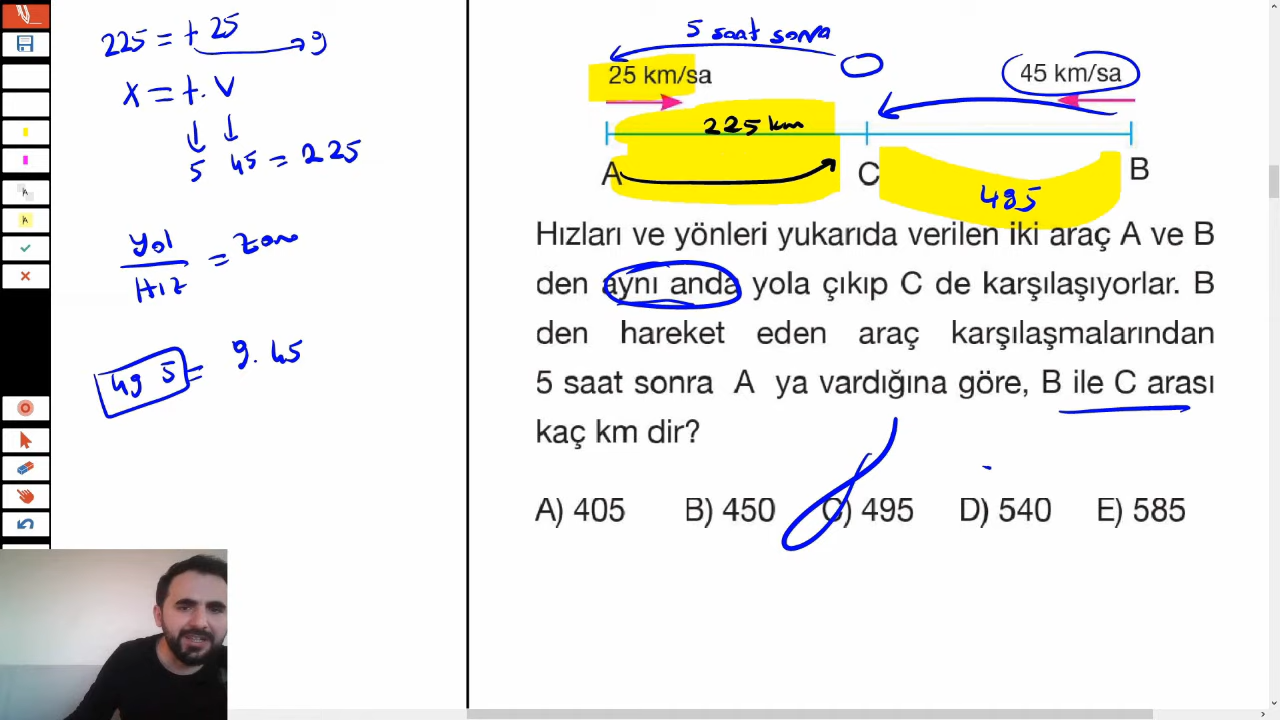 225 = t 25
9
x = t. V
5 45 = 225
Yol
Hız
= Zam
495 = 9. 45
5 saat sonra
25 km/sa
45 km/sa
225 km
A
C
B
495
Hızları ve yönleri yukarıda verilen iki araç A ve B
den aynı anda yola çıkıp C de karşılaşıyorlar. B
den hareket eden araç karşılaşmalarından
5 saat sonra A ya vardığına göre, B ile C arası
kaç km dir?
A) 405 B) 450 C) 495 D) 540 E) 585